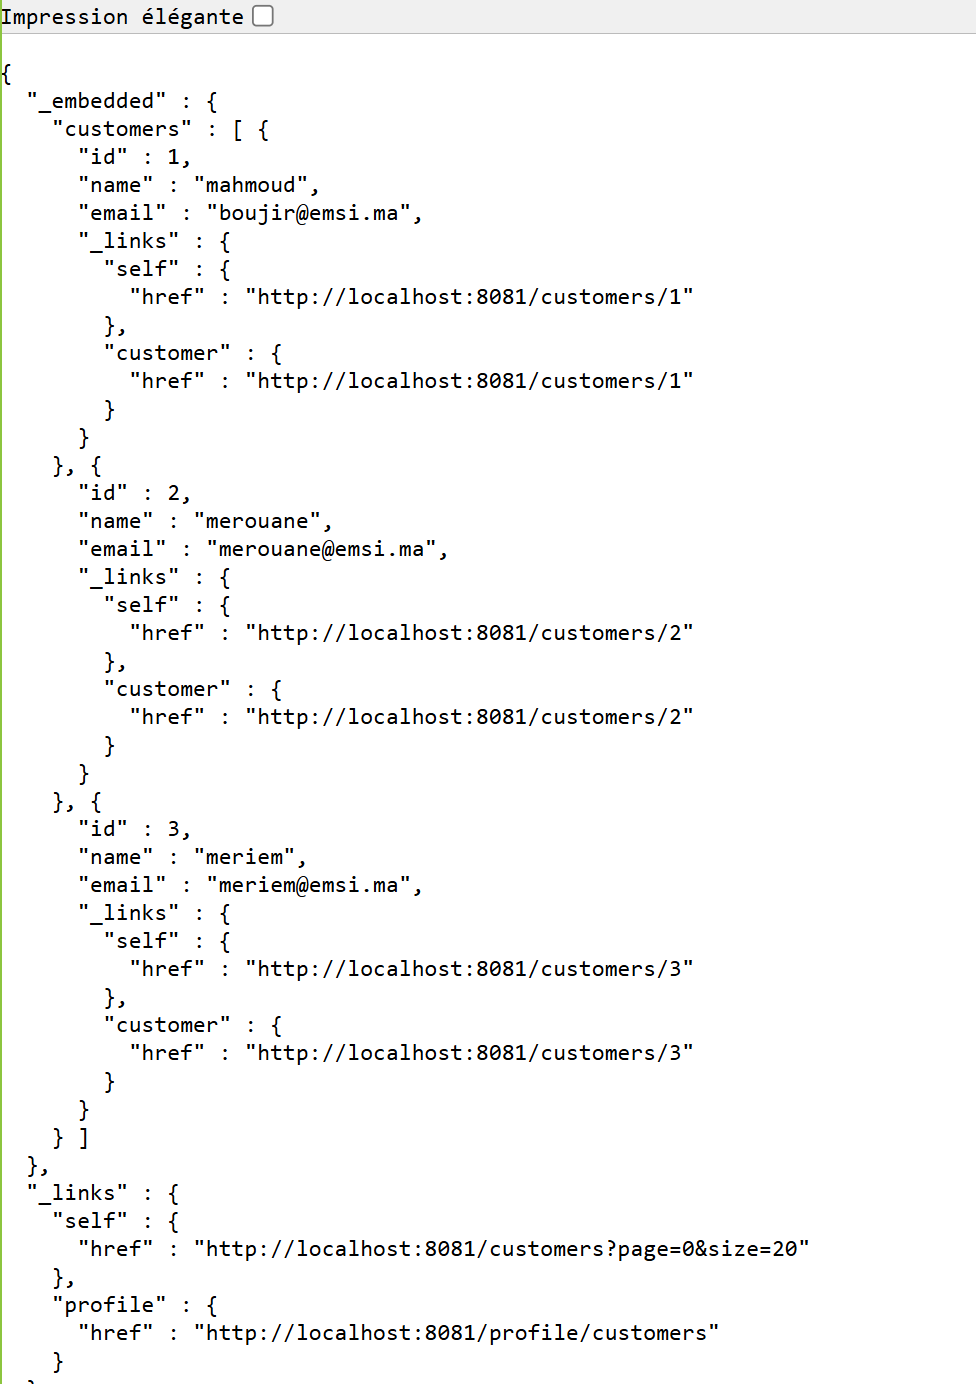 Impression élégante
{
  "_embedded" : {
    "customers" : [ {
      "id" : 1,
      "name" : "mahmoud",
      "email" : "boujir@emsi.ma",
      "_links" : {
        "self" : {
          "href" : "http://localhost:8081/customers/1"
        },
        "customer" : {
          "href" : "http://localhost:8081/customers/1"
        }
      }
    }, {
      "id" : 2,
      "name" : "merouane",
      "email" : "merouane@emsi.ma",
      "_links" : {
        "self" : {
          "href" : "http://localhost:8081/customers/2"
        },
        "customer" : {
          "href" : "http://localhost:8081/customers/2"
        }
      }
    }, {
      "id" : 3,
      "name" : "meriem",
      "email" : "meriem@emsi.ma",
      "_links" : {
        "self" : {
          "href" : "http://localhost:8081/customers/3"
        },
        "customer" : {
          "href" : "http://localhost:8081/customers/3"
        }
      }
    } ]
  },
  "_links" : {
    "self" : {
      "href" : "http://localhost:8081/customers?page=0&size=20"
    },
    "profile" : {
      "href" : "http://localhost:8081/profile/customers"
    }